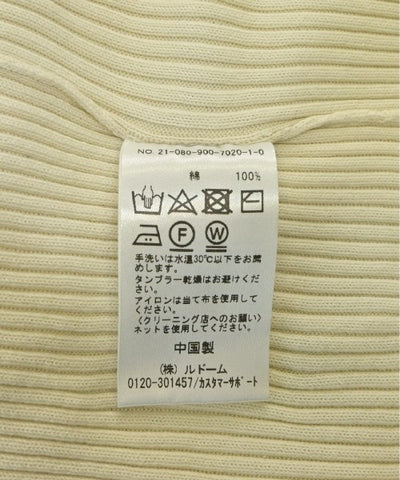 NO. 21-080-900-7020-1-0
綿 100%
F W
手洗いは水温30℃以下をお薦
めします。
タンブラー乾燥はお避けくださ
い。
アイロンは当て布を使用して
ください。
〈クリーニング店へのお願い〉
ネットを使用してください。
中国製
(株) ルドーム
0120-301457/カスタマーサポート